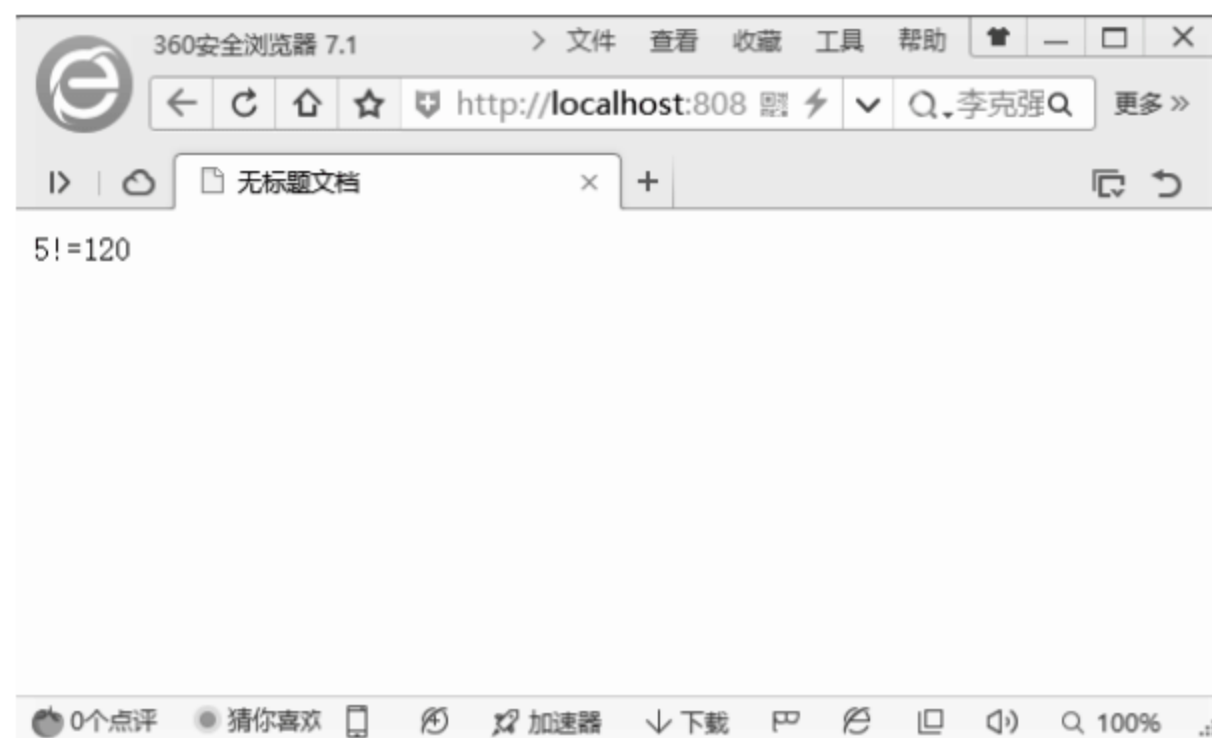 360安全浏览器 7.1 > 文件 查看 收藏 工具 帮助
http://localhost:808 李克强 更多 »
无标题文档
5!=120
0个点评 猜你喜欢 加速器 下载 100%